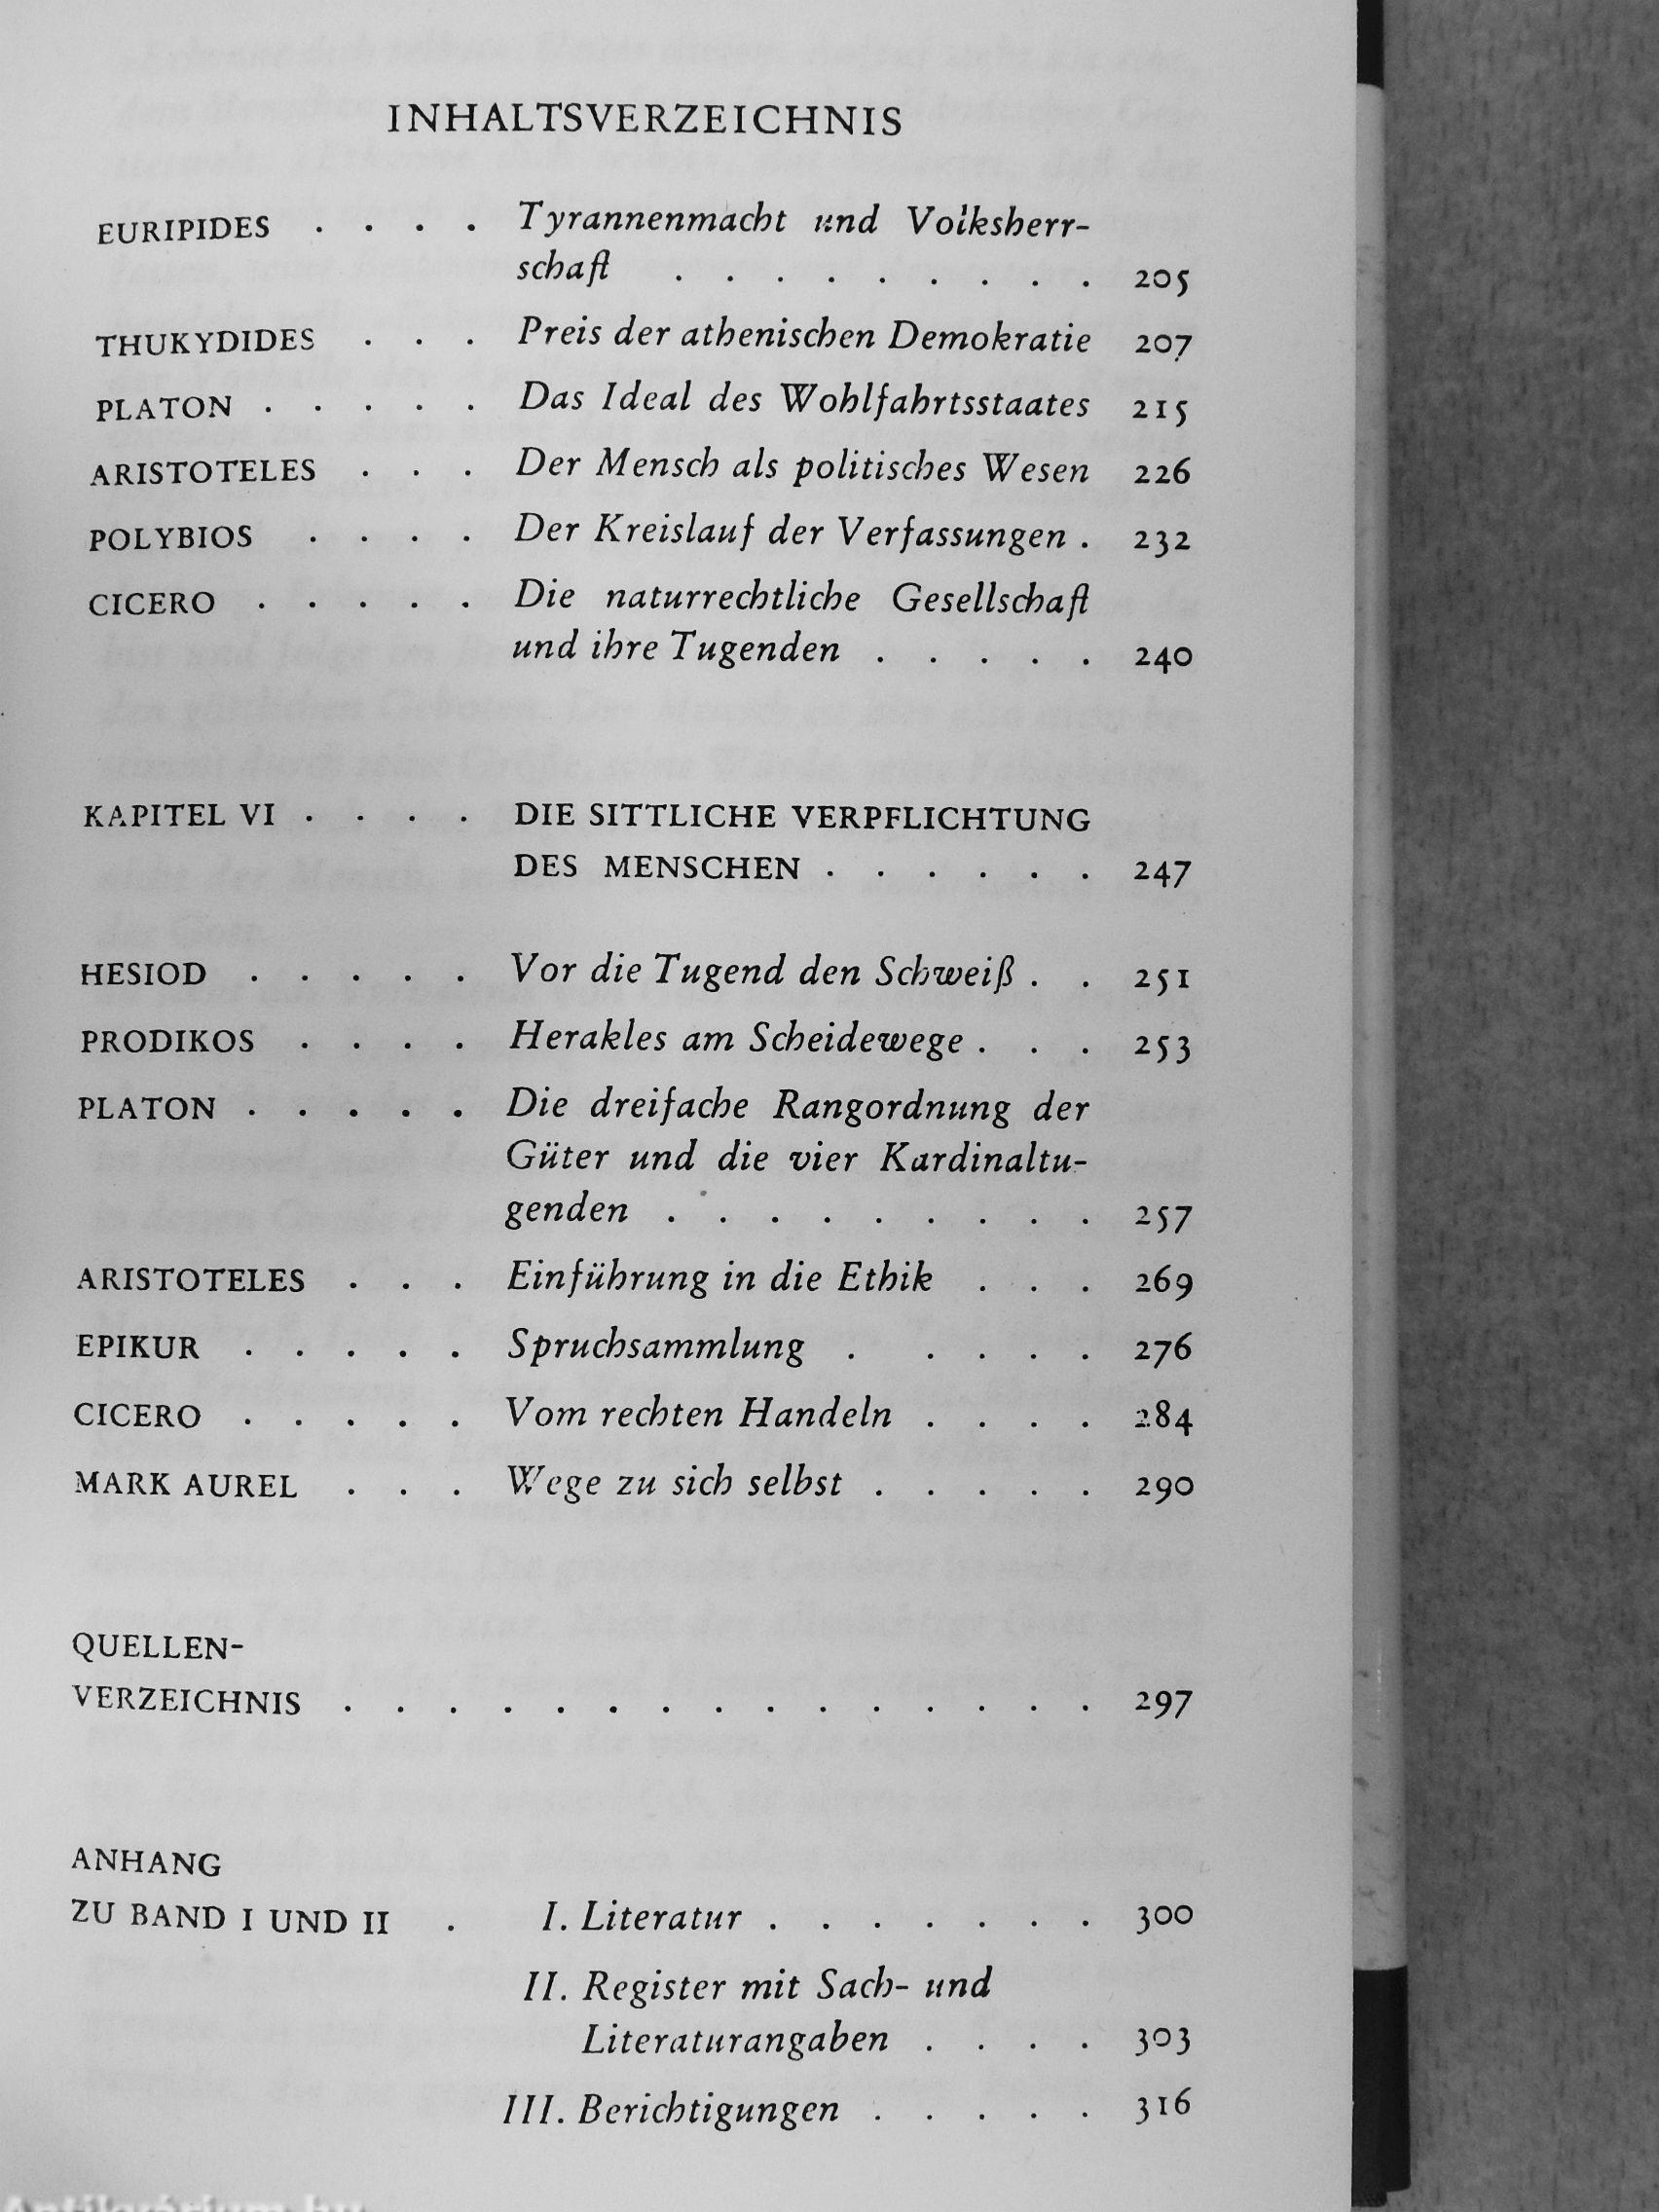 INHALTSVERZEICHNIS
EURIPIDES . . . . Tyrannenmacht und Volksherr-
schaft . . . . . . . . . 205
THUKYDIDES . . . Preis der athenischen Demokratie 207
PLATON . . . . . Das Ideal des Wohlfahrtsstaates 215
ARISTOTELES . . . Der Mensch als politisches Wesen 226
POLYBIOS . . . . Der Kreislauf der Verfassungen . 232
CICERO . . . . . Die naturrechtliche Gesellschaft
und ihre Tugenden . . . . . 240
KAPITEL VI . . . . DIE SITTLICHE VERPFLICHTUNG
DES MENSCHEN . . . . . . 247
HESIOD . . . . . Vor die Tugend den Schweiß . . 251
PRODIKOS . . . . Herakles am Scheidewege . . . 253
PLATON . . . . . Die dreifache Rangordnung der
Güter und die vier Kardinaltu-
genden . . . . . . . . . 257
ARISTOTELES . . . Einführung in die Ethik . . . 269
EPIKUR . . . . . Spruchsammlung . . . . . 276
CICERO . . . . . Vom rechten Handeln . . . . 284
MARK AUREL . . . Wege zu sich selbst . . . . . 290
QUELLEN-
VERZEICHNIS . . . . . . . . . . . . . . . 297
ANHANG
ZU BAND I UND II . I. Literatur . . . . . . . 300
II. Register mit Sach- und
Literaturangaben . . . . 303
III. Berichtigungen . . . . . 316